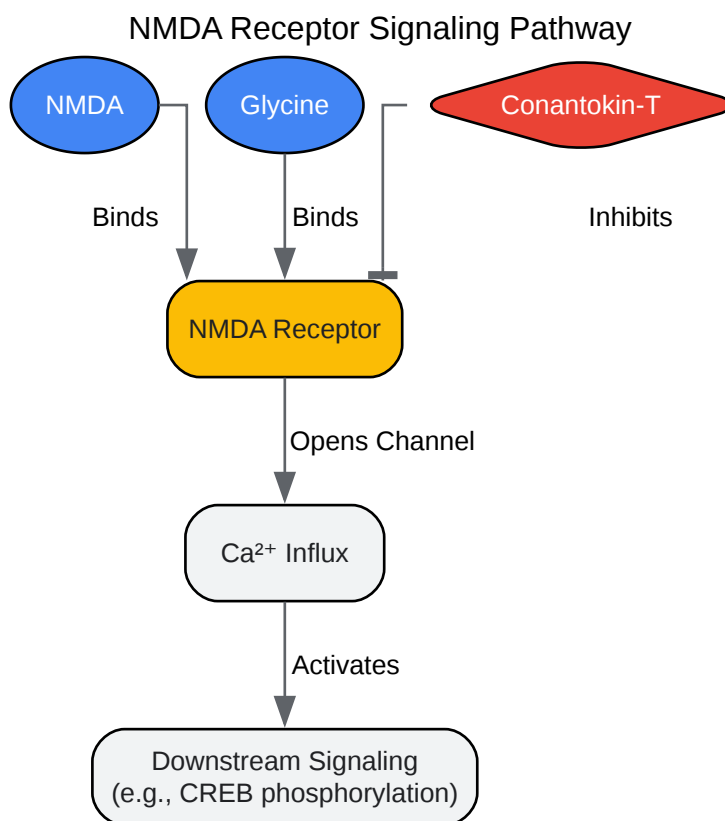 NMDA Receptor Signaling Pathway
NMDA
Glycine
Conantokin-T
Binds
Binds
Inhibits
NMDA Receptor
Opens Channel
Ca²⁺ Influx
Activates
Downstream Signaling
(e.g., CREB phosphorylation)